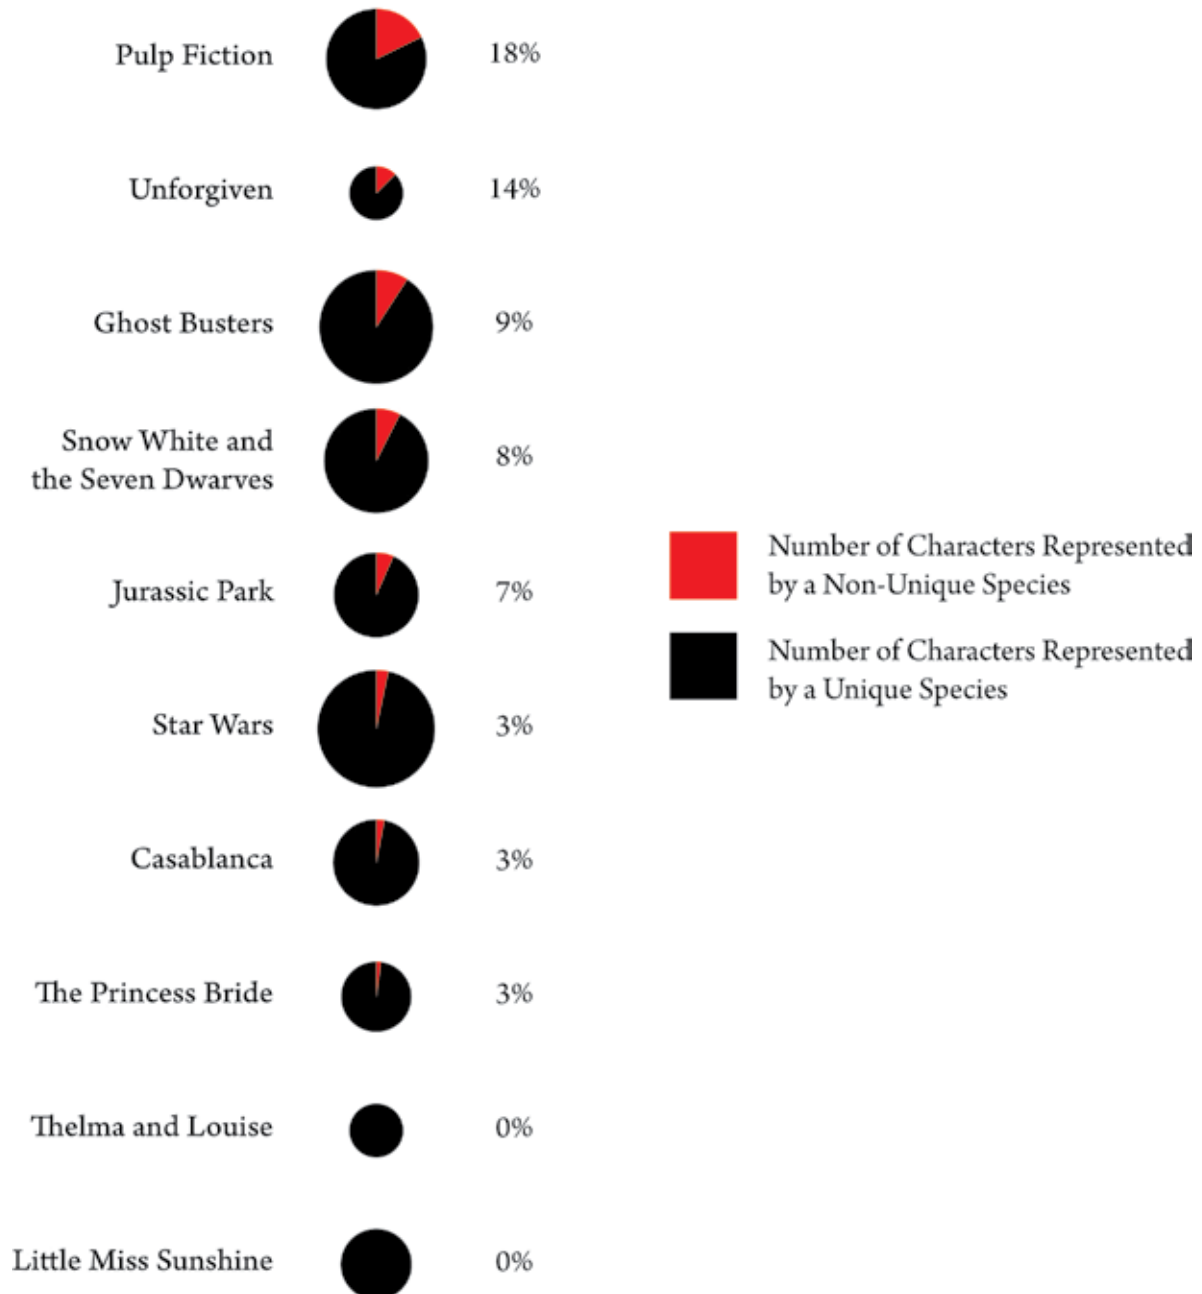 Pulp Fiction 18%
Unforgiven 14%
Ghost Busters 9%
Snow White and
the Seven Dwarves 8%
Jurassic Park 7%
Star Wars 3%
Casablanca 3%
The Princess Bride 3%
Thelma and Louise 0%
Little Miss Sunshine 0%
Number of Characters Represented
by a Non-Unique Species
Number of Characters Represented
by a Unique Species